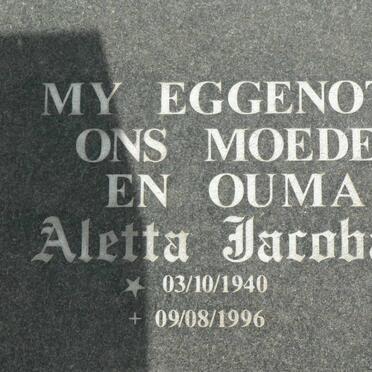 MY EGGENOT
ONS MOEDE
EN OUMA
Aletta Jacoba
★ 03/10/1940
+ 09/08/1996